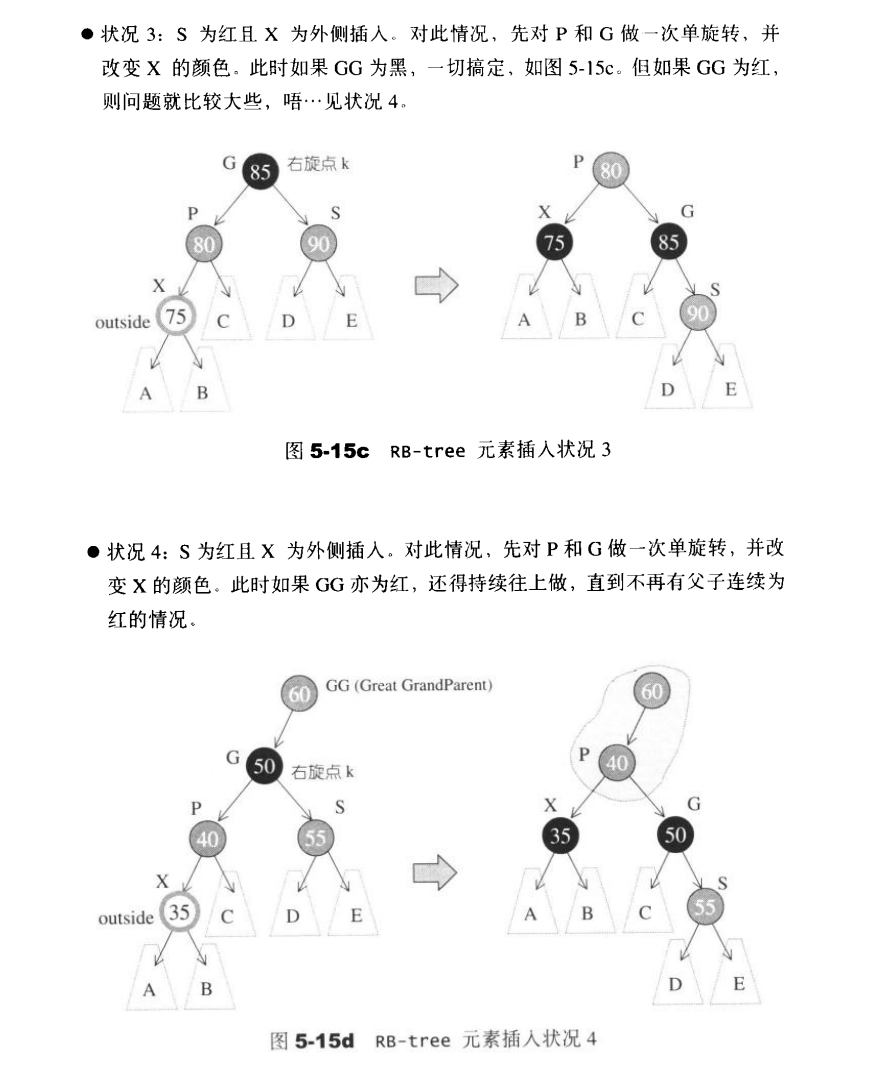 ● 状况 3：S 为红且 X 为外侧插入。对此情况，先对 P 和 G 做一次单旋转，并
改变 X 的颜色。此时如果 GG 为黑，一切搞定，如图 5-15c。但如果 GG 为红，
则问题就比较大些，唔…见状况 4。
G 85 右旋点 k
P 80
P S
80 90
X G
75 85
X
outside 75 C D E
A B C S 90
A B
D E
图 5-15c RB-tree 元素插入状况 3
● 状况 4：S 为红且 X 为外侧插入。对此情况，先对 P 和 G 做一次单旋转，并改
变 X 的颜色。此时如果 GG 亦为红，还得持续往上做，直到不再有父子连续为
红的情况。
60 GG (Great GrandParent)
60
G 50 右旋点 k
P 40
P S
40 55
X G
35 50
X
outside 35 C D E
A B C S 55
A B
D E
图 5-15d RB-tree 元素插入状况 4